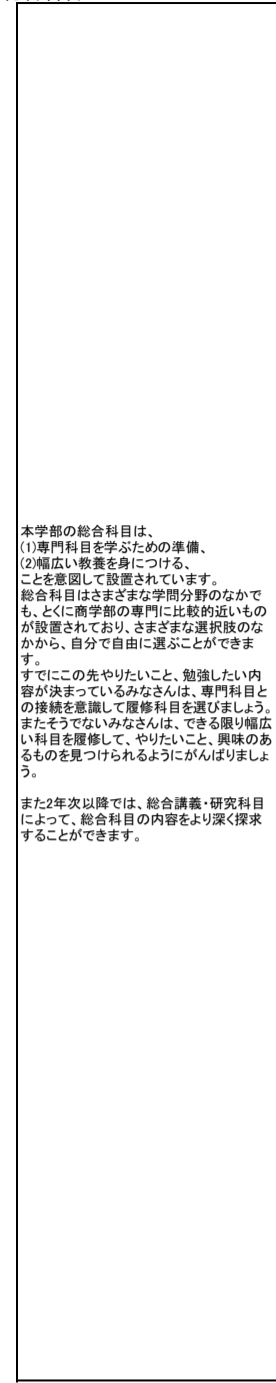 本学部の総合科目は、
(1)専門科目を学ぶための準備、
(2)幅広い教養を身につける、
ことを意図して設置されています。
総合科目はさまざまな学問分野のなかで
も、とくに商学部の専門に比較的近いもの
が設置されており、さまざまな選択肢のな
かから、自分で自由に選ぶことができま
す。
すでにこの先やりたいこと、勉強したい内
容が決まっているみなさんは、専門科目と
の接続を意識して履修科目を選びましょう。
またそうでないみなさんは、できる限り幅広
い科目を履修して、やりたいこと、興味のあ
るものを見つけられるようにがんばりましょ
う。
また2年次以降では、総合講義・研究科目
によって、総合科目の内容をより深く探求
することができます。